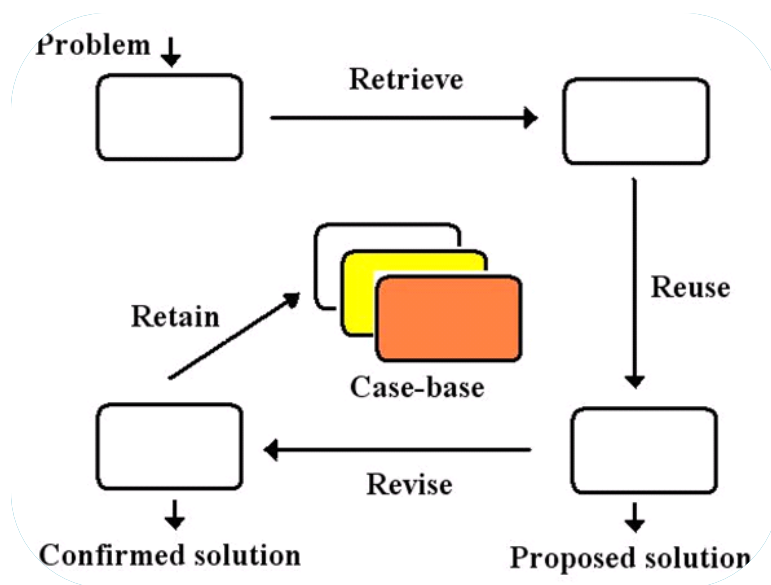 Problem
Retrieve
Reuse
Retain
Case-base
Revise
Confirmed solution
Proposed solution